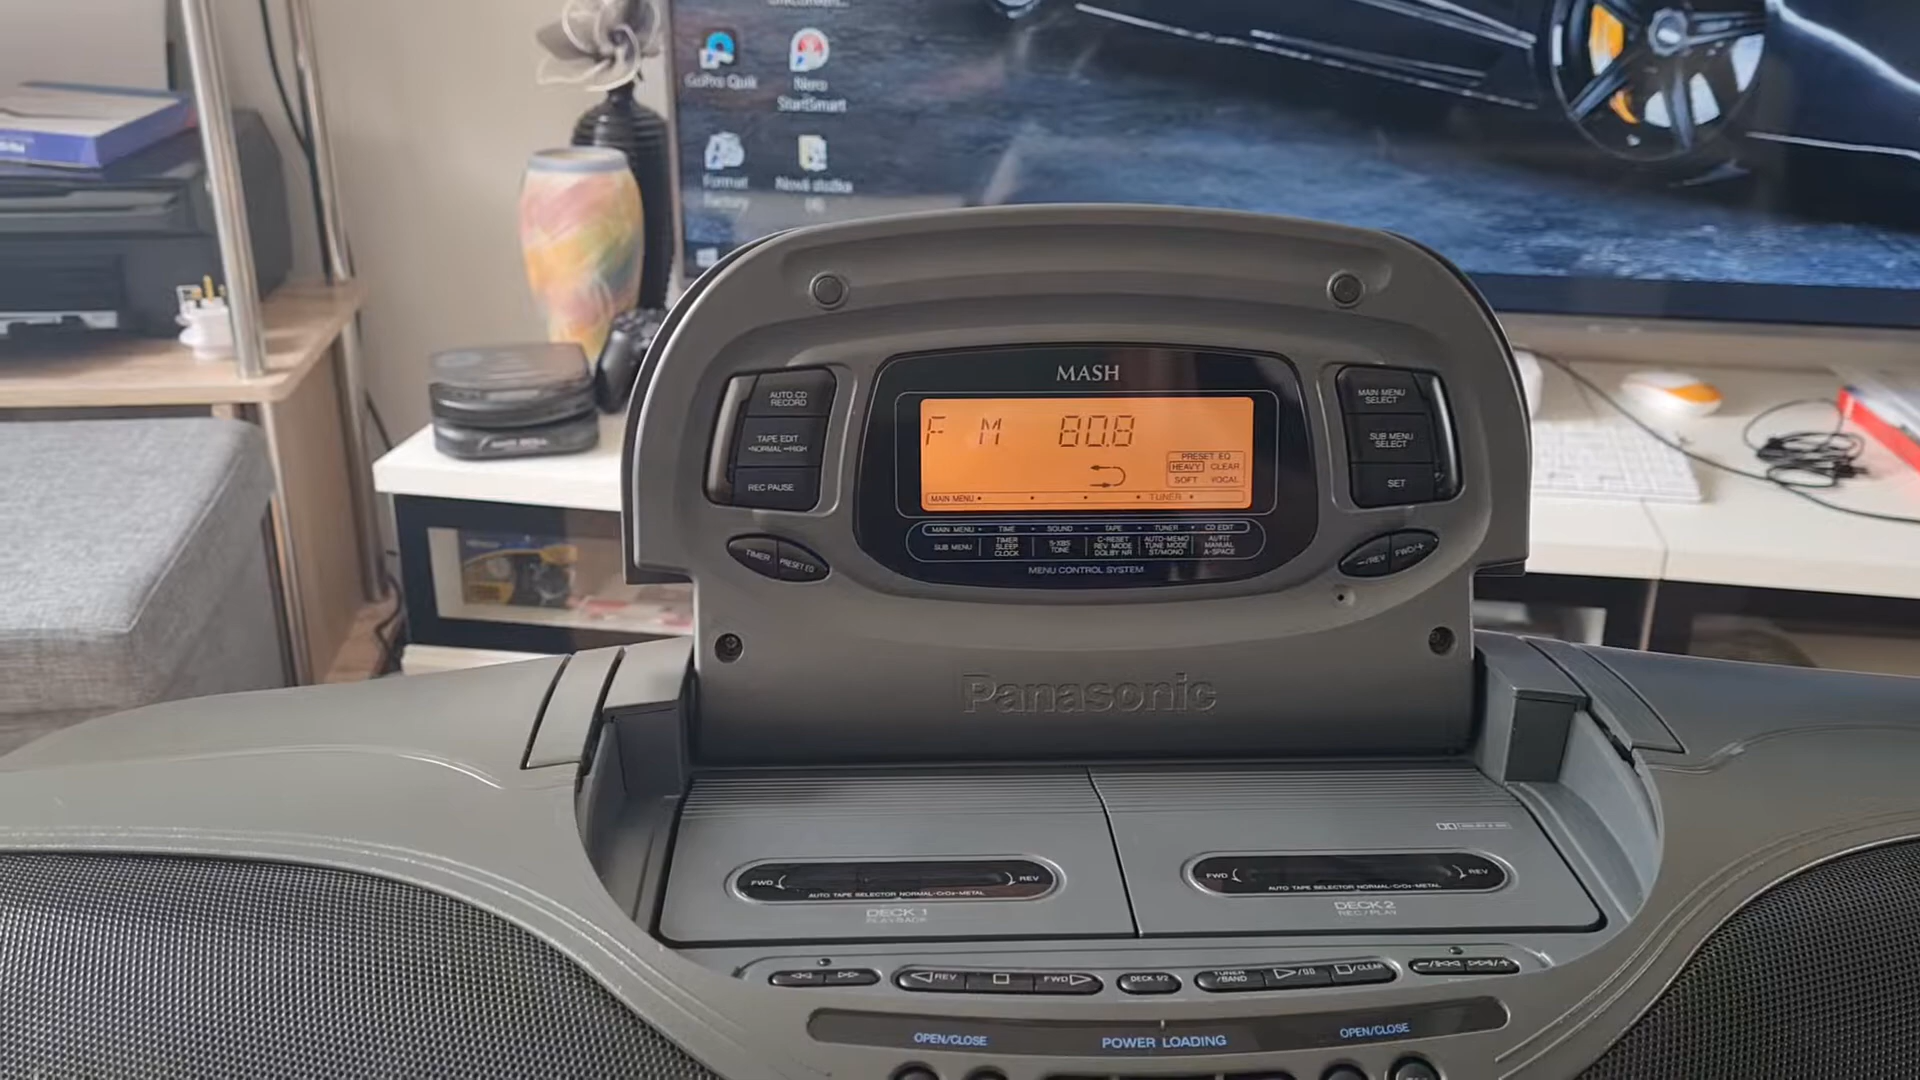 GoPro Quik
Nero
StartSmart
Format
Factory
Nová složka
MASH
AUTO CD
RECORD
TAPE EDIT
•NORMAL ━HIGH
REC PAUSE
TIMER
PRESET EQ
FM 80.8
PRESET EQ
HEAVY CLEAR
SOFT VOCAL
MAIN MENU
TUNER
MAIN MENU TIME SOUND TAPE TUNER CD EDIT
SUB MENU
TIMER
SLEEP
CLOCK
S-XBS
TONE
C-RESET
REV MODE
DOLBY NR
AUTO-MEMO
TUNE MODE
ST/MONO
AI/FIT
MANUAL
A-SPACE
MENU CONTROL SYSTEM
MAIN MENU
SELECT
SUB MENU
SELECT
SET
−/REV
FWD/+
Panasonic
FWD REV
AUTO TAPE SELECTOR NORMAL-CrO2-METAL
DECK 1
PLAYBACK
FWD REV
AUTO TAPE SELECTOR NORMAL-CrO2-METAL
DECK 2
REC/PLAY
REV
FWD
DECK 1/2
TUNER
/BAND
/CLEAR
OPEN/CLOSE
POWER LOADING
OPEN/CLOSE